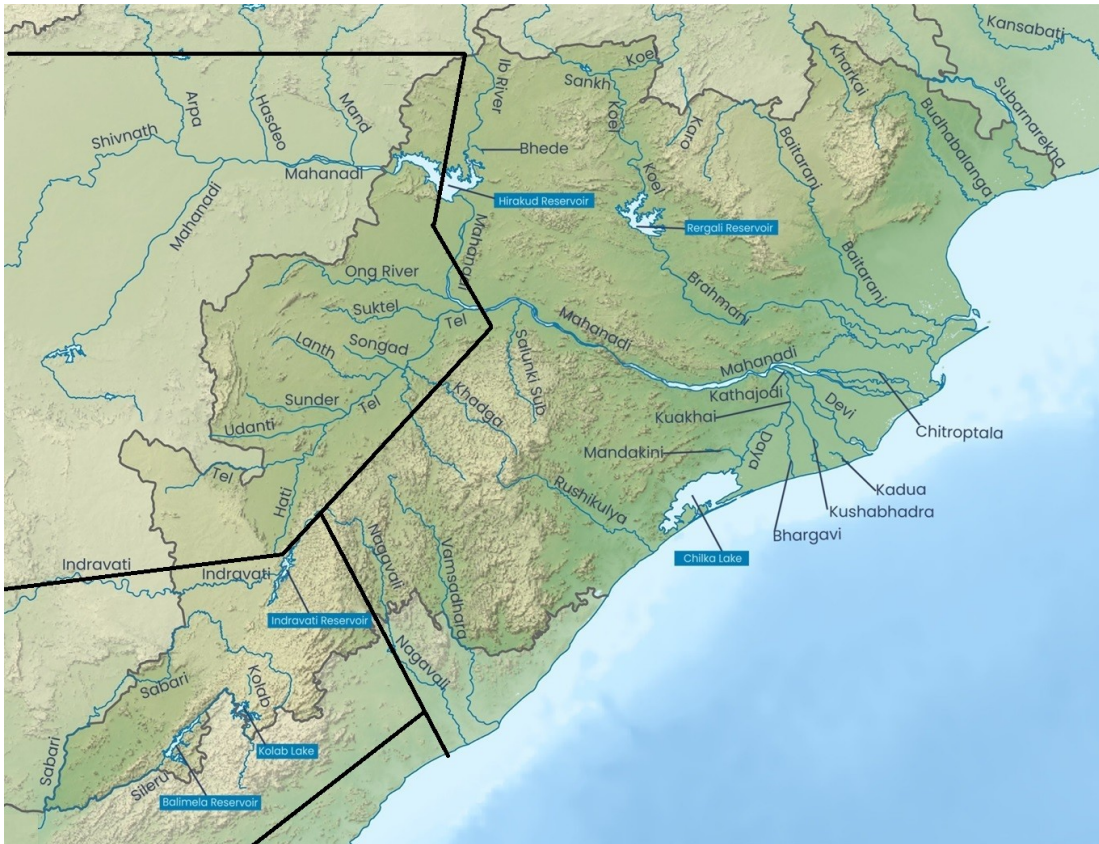 Kansabati
Koel
Kharkai
Ib River
Sankh
Subarnarekha
Arpa
Hasdeo
Mand
Koel
Karo
Baitarani
Budhabalanga
Shivnath
Bhede
Mahanadi
Koel
Mahanadi
Hirakud Reservoir
Rergali Reservoir
Mahanadi
Baitarani
Ong River
Brahmani
Suktel
Tel
Mahanadi
Lanth
Songad
Salunki Sub
Mahanadi
Kathajodi
Sunder
Tel
Khadga
Kuakhai
Devi
Udanti
Chitroptala
Mandakini
Daya
Tel
Hati
Rushikulya
Kadua
Kushabhadra
Bhargavi
Nagavali
Vamsadhara
Chilka Lake
Indravati
Indravati
Indravati Reservoir
Nagavali
Sabari
Kolab
Sabari
Kolab Lake
Sileru
Balimela Reservoir